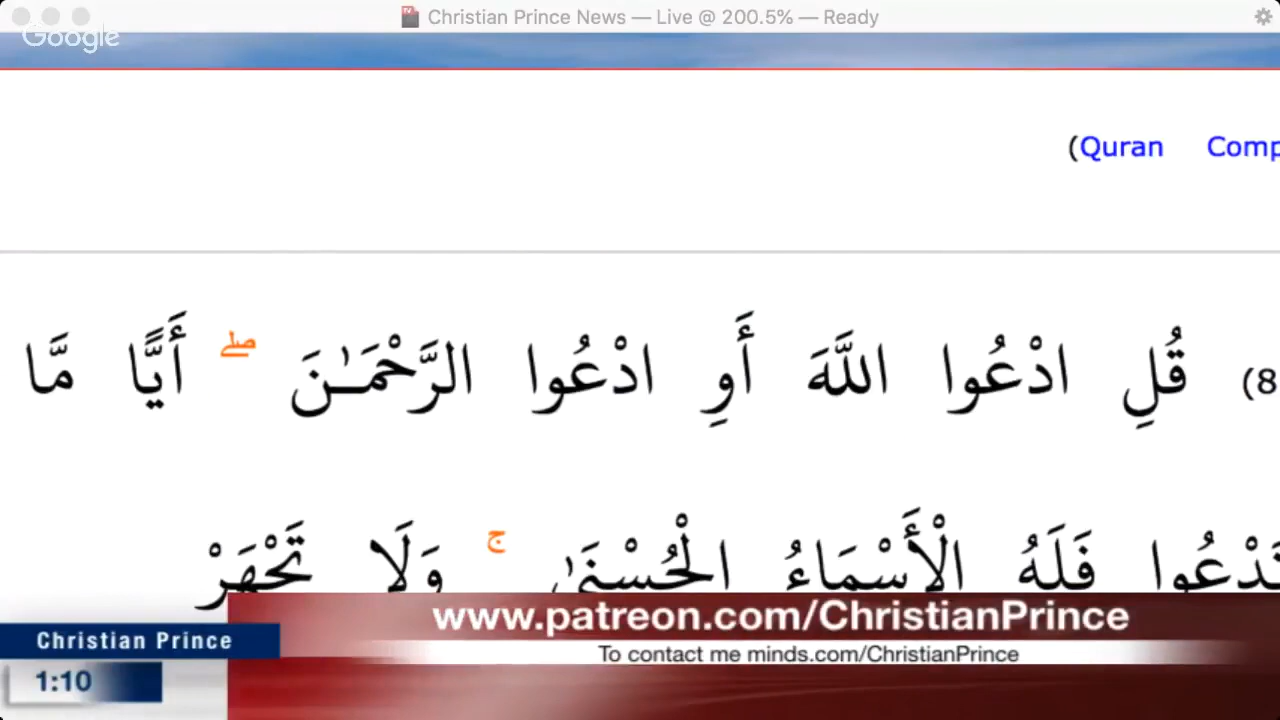 Christian Prince News — Live @ 200.5% — Ready
Google
(Quran Comp
(8 قُلِ ادْعُوا اللَّهَ أَوِ ادْعُوا الرَّحْمَـٰنَ ۖ أَيًّا مَّا
تَدْعُوا فَلَهُ الْأَسْمَاءُ الْحُسْنَىٰ ۚ وَلَا تَجْهَرْ
www.patreon.com/ChristianPrince
Christian Prince
To contact me minds.com/ChristianPrince
1:10